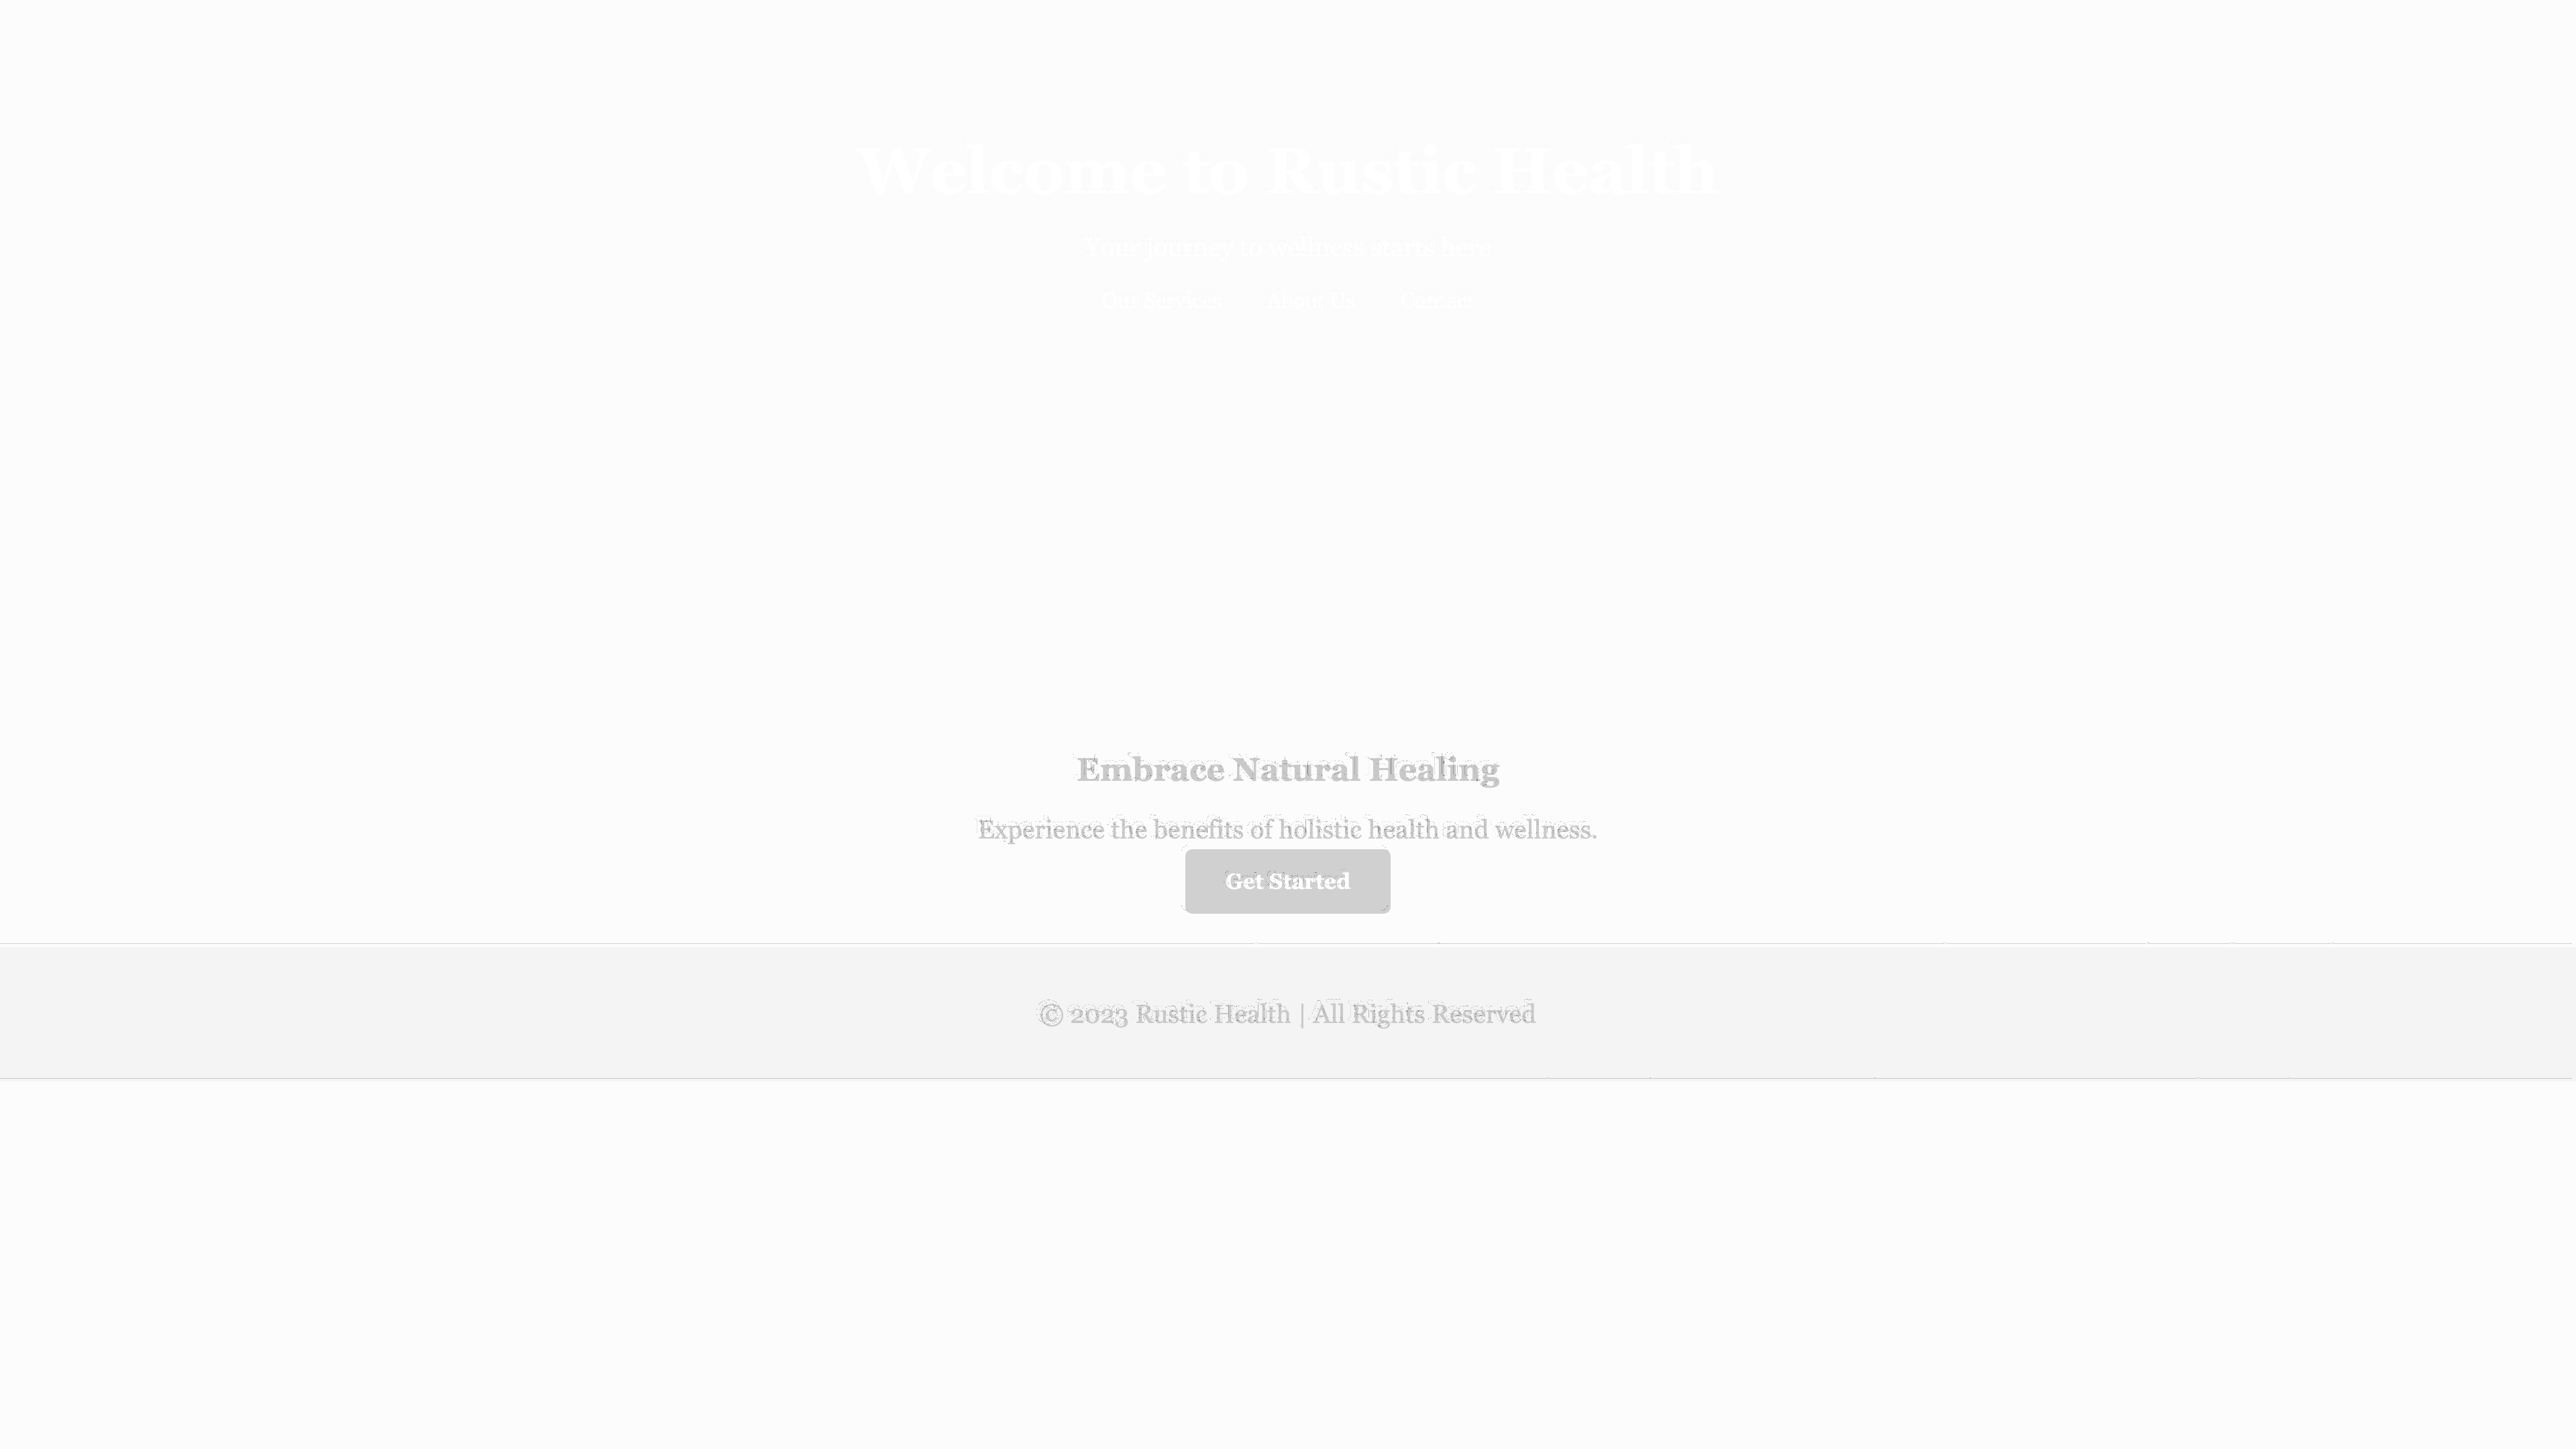 Welcome to Rustic Health
Your journey to wellness starts here
Our Services About Us Contact
Embrace Natural Healing
Experience the benefits of holistic health and wellness.
Get Started
© 2023 Rustic Health | All Rights Reserved